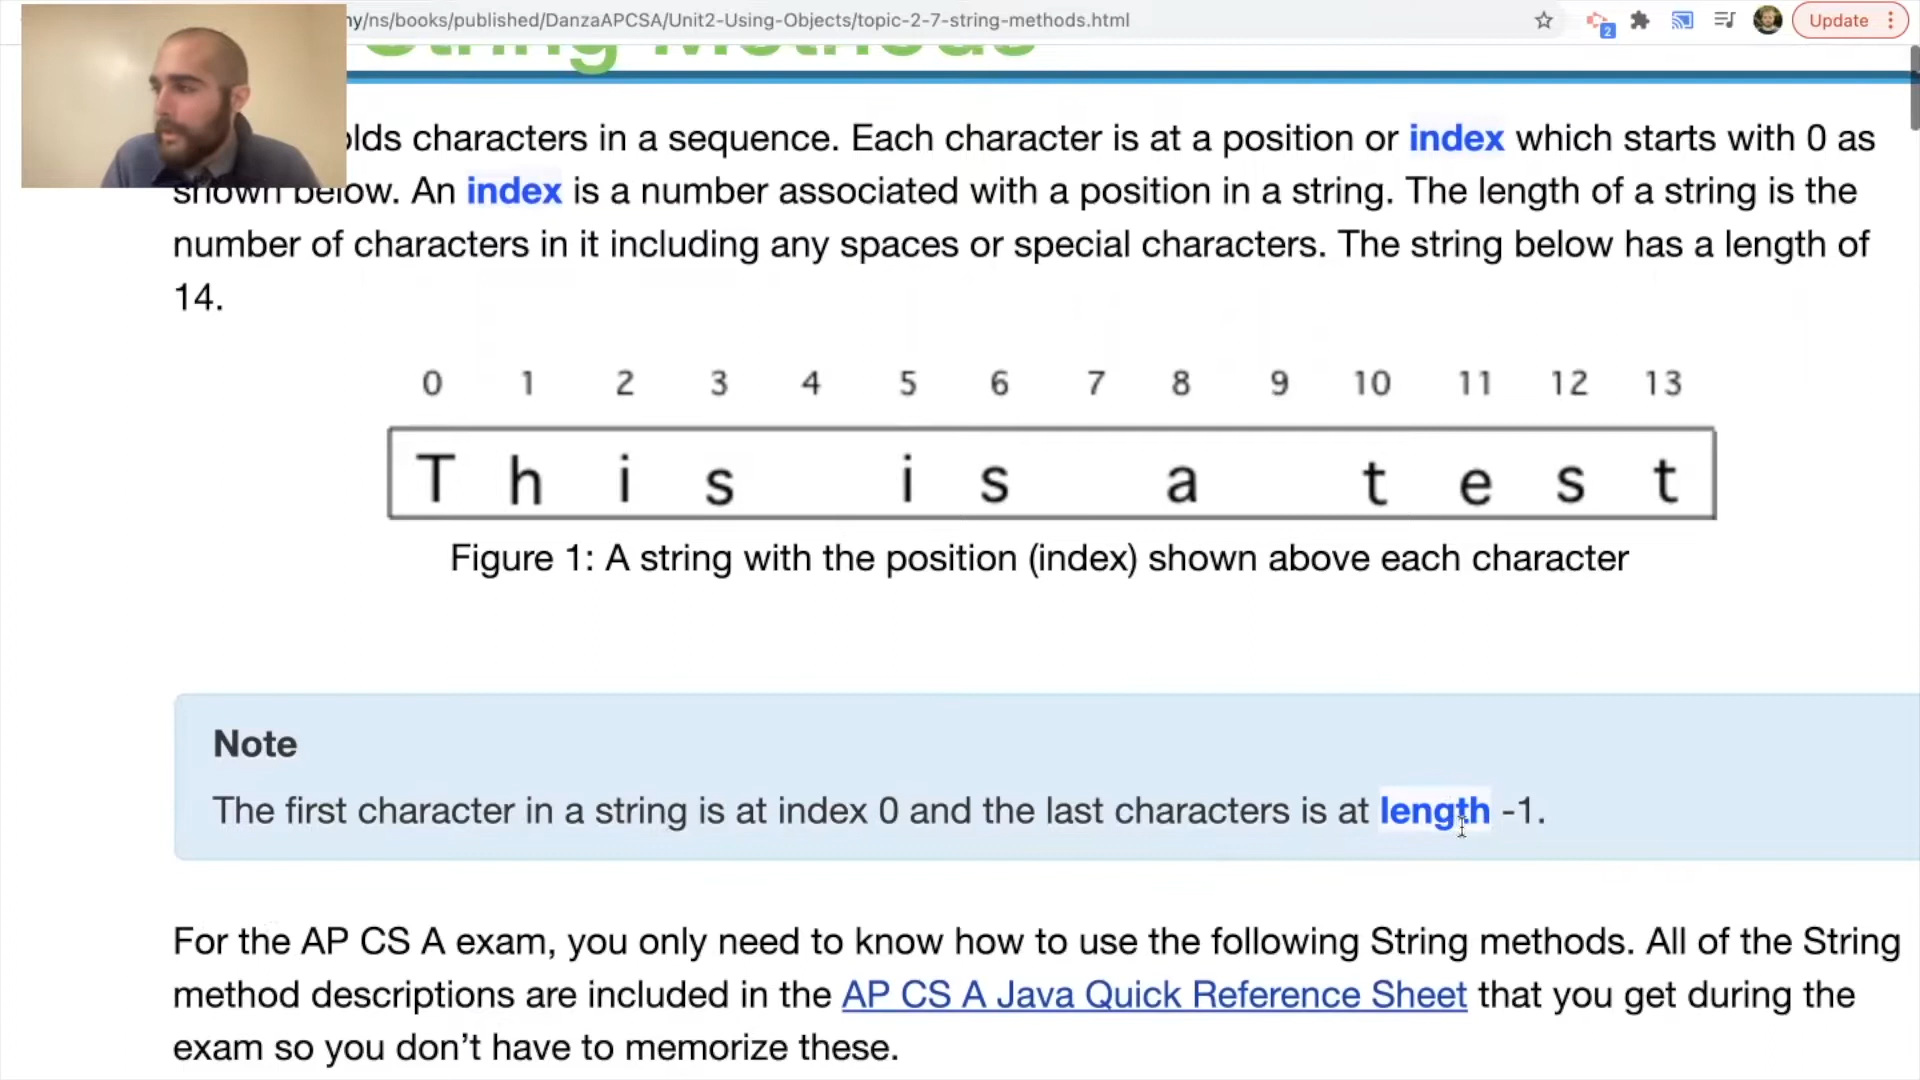 ny/ns/books/published/DanzaAPCSA/Unit2-Using-Objects/topic-2-7-string-methods.html
2
Update
String Methods
olds characters in a sequence. Each character is at a position or index which starts with 0 as
shown below. An index is a number associated with a position in a string. The length of a string is the
number of characters in it including any spaces or special characters. The string below has a length of
14.
0 1 2 3 4 5 6 7 8 9 10 11 12 13
T h i s i s a t e s t
Figure 1: A string with the position (index) shown above each character
Note
The first character in a string is at index 0 and the last characters is at length -1.
For the AP CS A exam, you only need to know how to use the following String methods. All of the String
method descriptions are included in the AP CS A Java Quick Reference Sheet that you get during the
exam so you don’t have to memorize these.